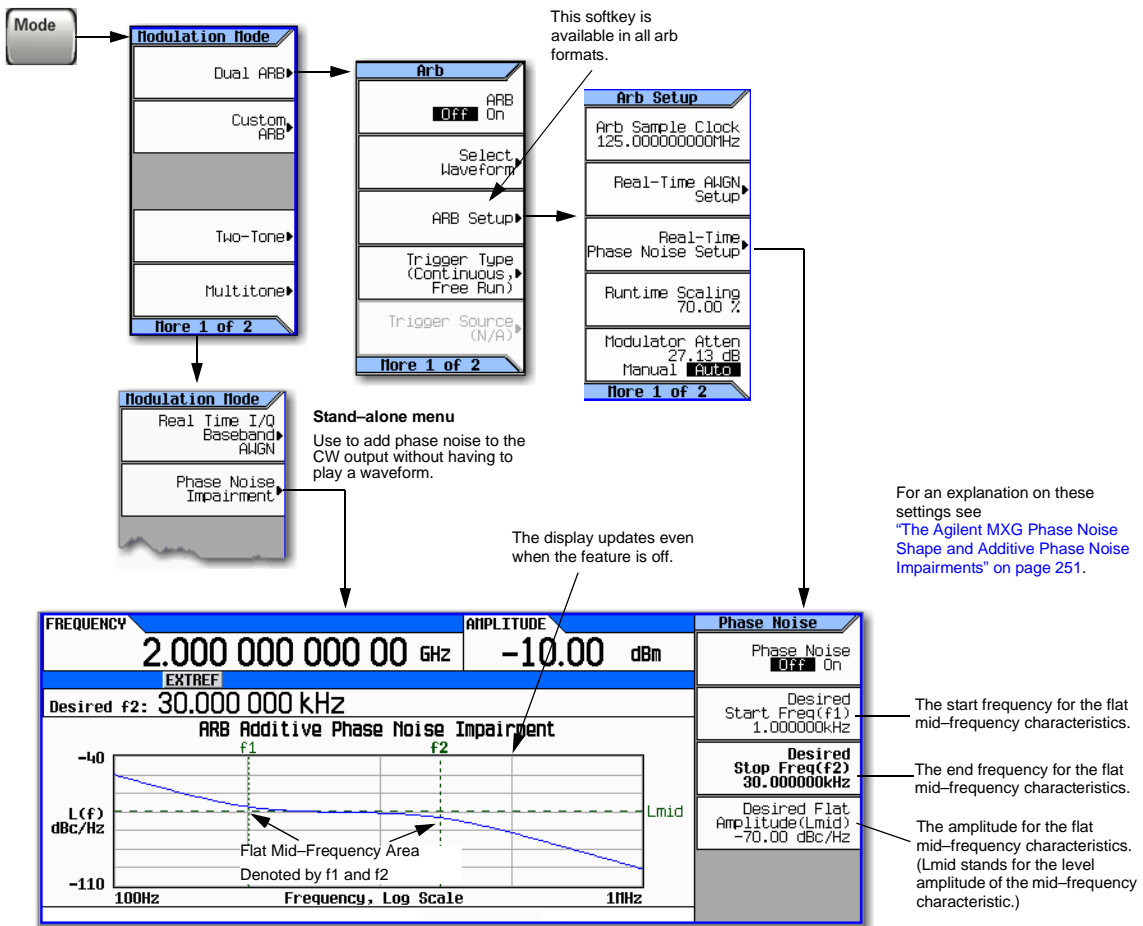 Mode
Modulation Mode
Dual ARB
Custom
ARB
Two-Tone
Multitone
More 1 of 2
This softkey is
available in all arb
formats.
Arb
ARB
Off On
Select
Waveform
ARB Setup
Trigger Type
(Continuous,
Free Run)
Trigger Source
(N/A)
More 1 of 2
Arb Setup
Arb Sample Clock
125.000000000MHz
Real-Time AWGN
Setup
Real-Time
Phase Noise Setup
Runtime Scaling
70.00 %
Modulator Atten
27.13 dB
Manual Auto
More 1 of 2
Modulation Mode
Real Time I/Q
Baseband
AWGN
Phase Noise
Impairment
Stand–alone menu
Use to add phase noise to the
CW output without having to
play a waveform.
The display updates even
when the feature is off.
For an explanation on these
settings see
"The Agilent MXG Phase Noise
Shape and Additive Phase Noise
Impairments" on page 251.
FREQUENCY
2.000 000 000 00 GHz
AMPLITUDE
-10.00 dBm
EXTREF
Desired f2: 30.000 000 kHz
ARB Additive Phase Noise Impairment
f1 f2
-40
L(f)
dBc/Hz
Lmid
Flat Mid–Frequency Area
Denoted by f1 and f2
-110
100Hz Frequency, Log Scale 1MHz
Phase Noise
Phase Noise
Off On
Desired
Start Freq(f1)
1.000000kHz
Desired
Stop Freq(f2)
30.000000kHz
Desired Flat
Amplitude(Lmid)
-70.00 dBc/Hz
The start frequency for the flat
mid–frequency characteristics.
The end frequency for the flat
mid–frequency characteristics.
The amplitude for the flat
mid–frequency characteristics.
(Lmid stands for the level
amplitude of the mid–frequency
characteristic.)